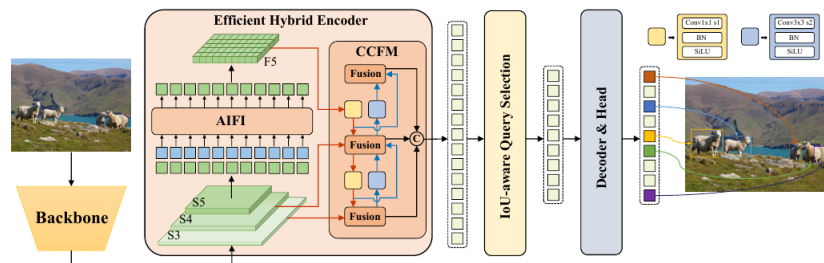 Efficient Hybrid Encoder
F5
AIFI
S5
S4
S3
CCFM
Fusion
Fusion
Fusion
C
Backbone
IoU-aware Query Selection
Decoder & Head
Conv1x1 s1
BN
SiLU
Conv3x3 s2
BN
SiLU